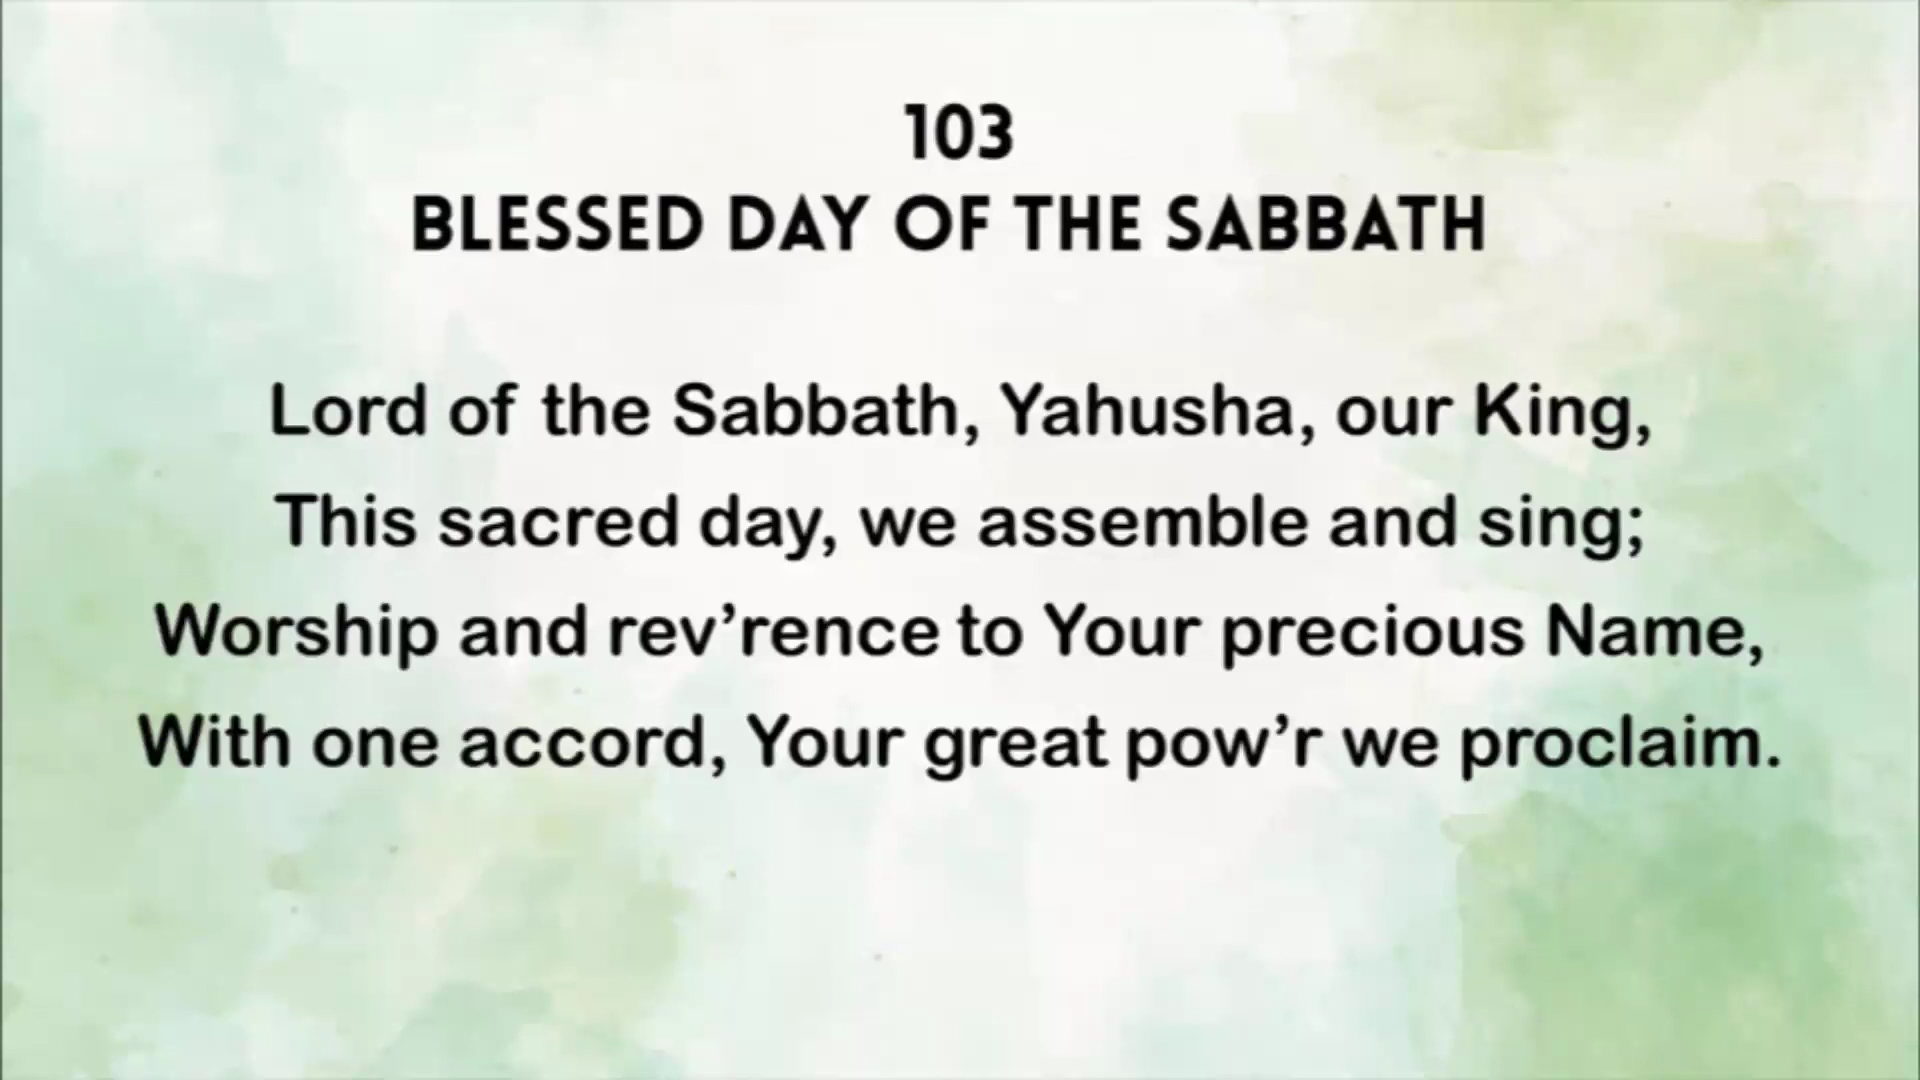 103
BLESSED DAY OF THE SABBATH
Lord of the Sabbath, Yahusha, our King,
This sacred day, we assemble and sing;
Worship and rev’rence to Your precious Name,
With one accord, Your great pow’r we proclaim.